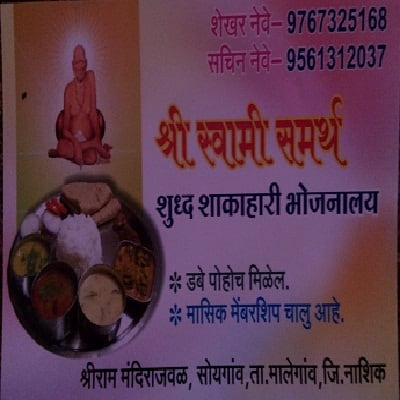 शेखर नेवे– 9767325168
सचिन नेवे– 9561312037
श्री स्वामी समर्थ
शुध्द शाकाहारी भोजनालय
* डबे पोहोच मिळेल.
* मासिक मेंबरशिप चालु आहे.
श्रीराम मंदिराजवळ, सोयगांव,ता.मालेगांव,जि.नाशिक